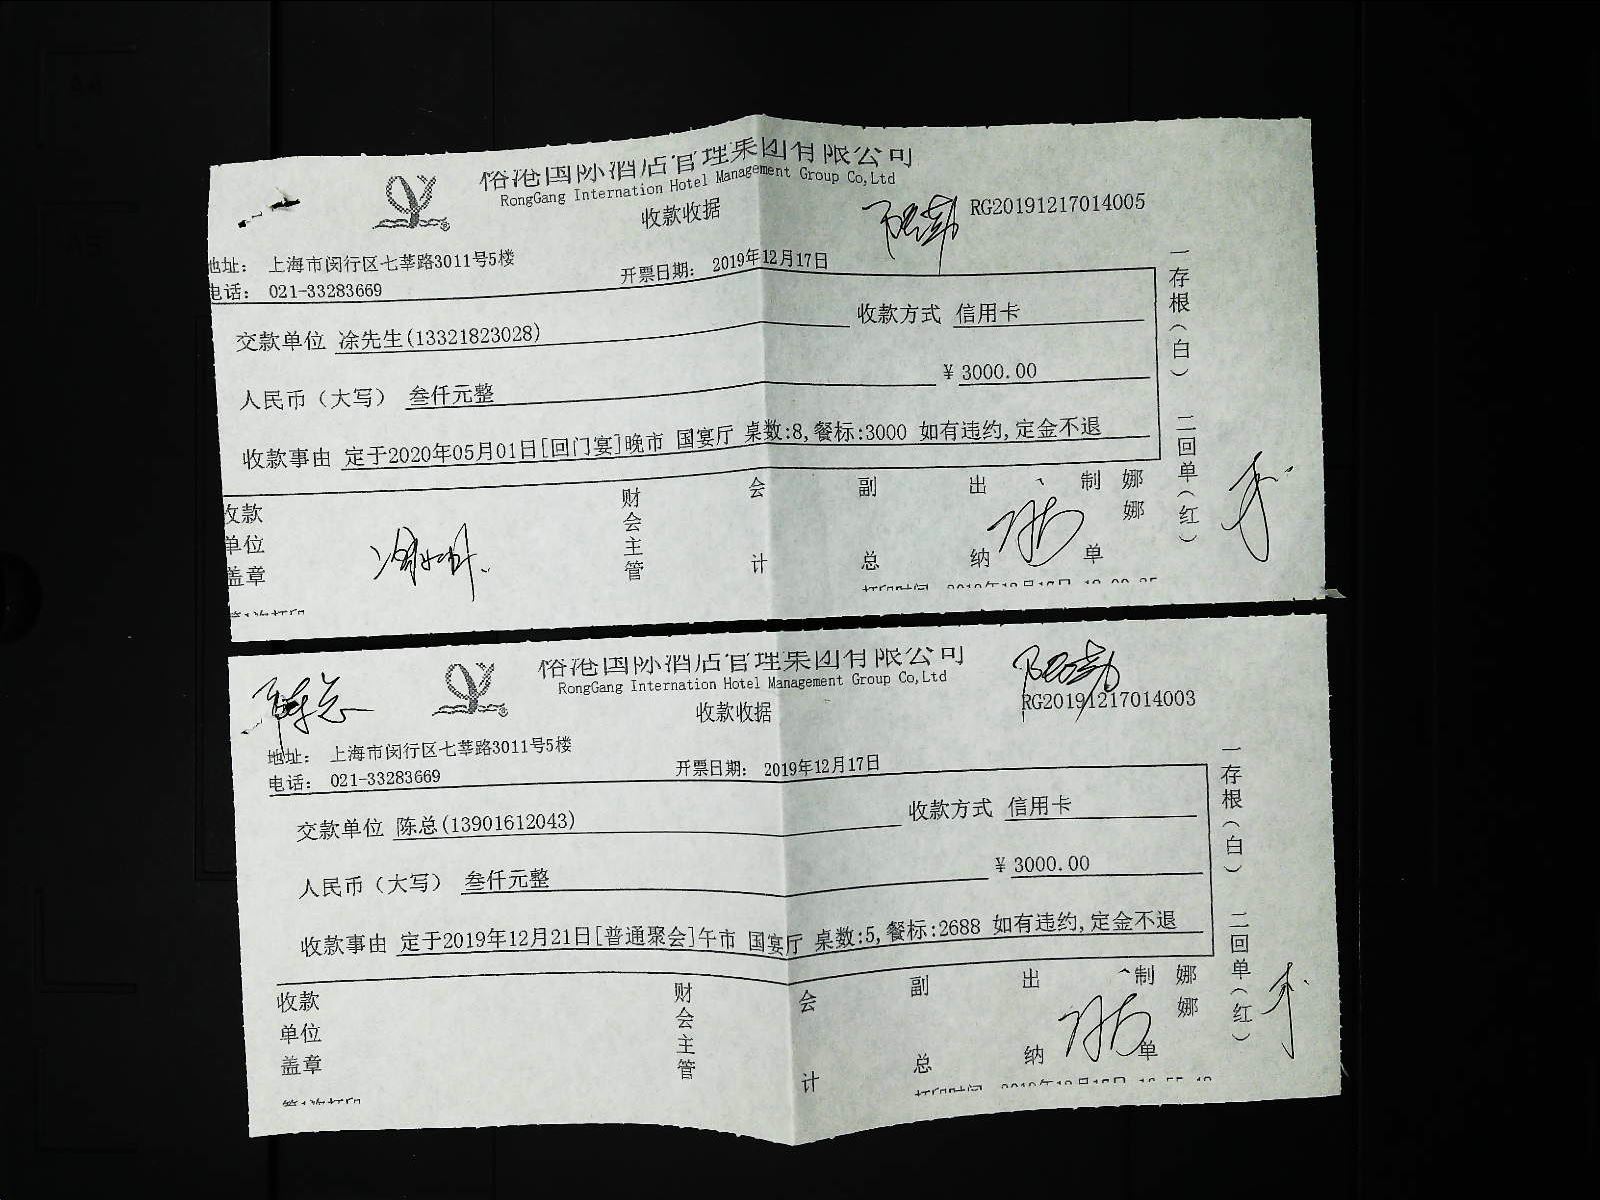 俗港国际酒店管理集团有限公司
RongGang Internation Hotel Management Group Co,Ltd
收款收据
RG20191217014005
地址： 上海市闵行区七莘路3011号5楼
电话： 021-33283669
开票日期： 2019年12月17日
交款单位 凃先生(13321823028)
收款方式 信用卡
人民币（大写） 叁仟元整
￥3000.00
收款事由 定于2020年05月01日[回门宴]晚市 国宴厅 桌数:8,餐标:3000 如有违约,定金不退
收款单位盖章
财会主管
会计
副总
出纳
制单
娜娜
一存根（白） 二回单（红）
俗港国际酒店管理集团有限公司
RongGang Internation Hotel Management Group Co,Ltd
收款收据
陈总
RG20191217014003
地址： 上海市闵行区七莘路3011号5楼
电话： 021-33283669
开票日期： 2019年12月17日
交款单位 陈总(13901612043)
收款方式 信用卡
人民币（大写） 叁仟元整
￥3000.00
收款事由 定于2019年12月21日[普通聚会]午市 国宴厅 桌数:5,餐标:2688 如有违约,定金不退
收款单位盖章
财会主管
会计
副总
出纳
制单
娜娜
一存根（白） 二回单（红）